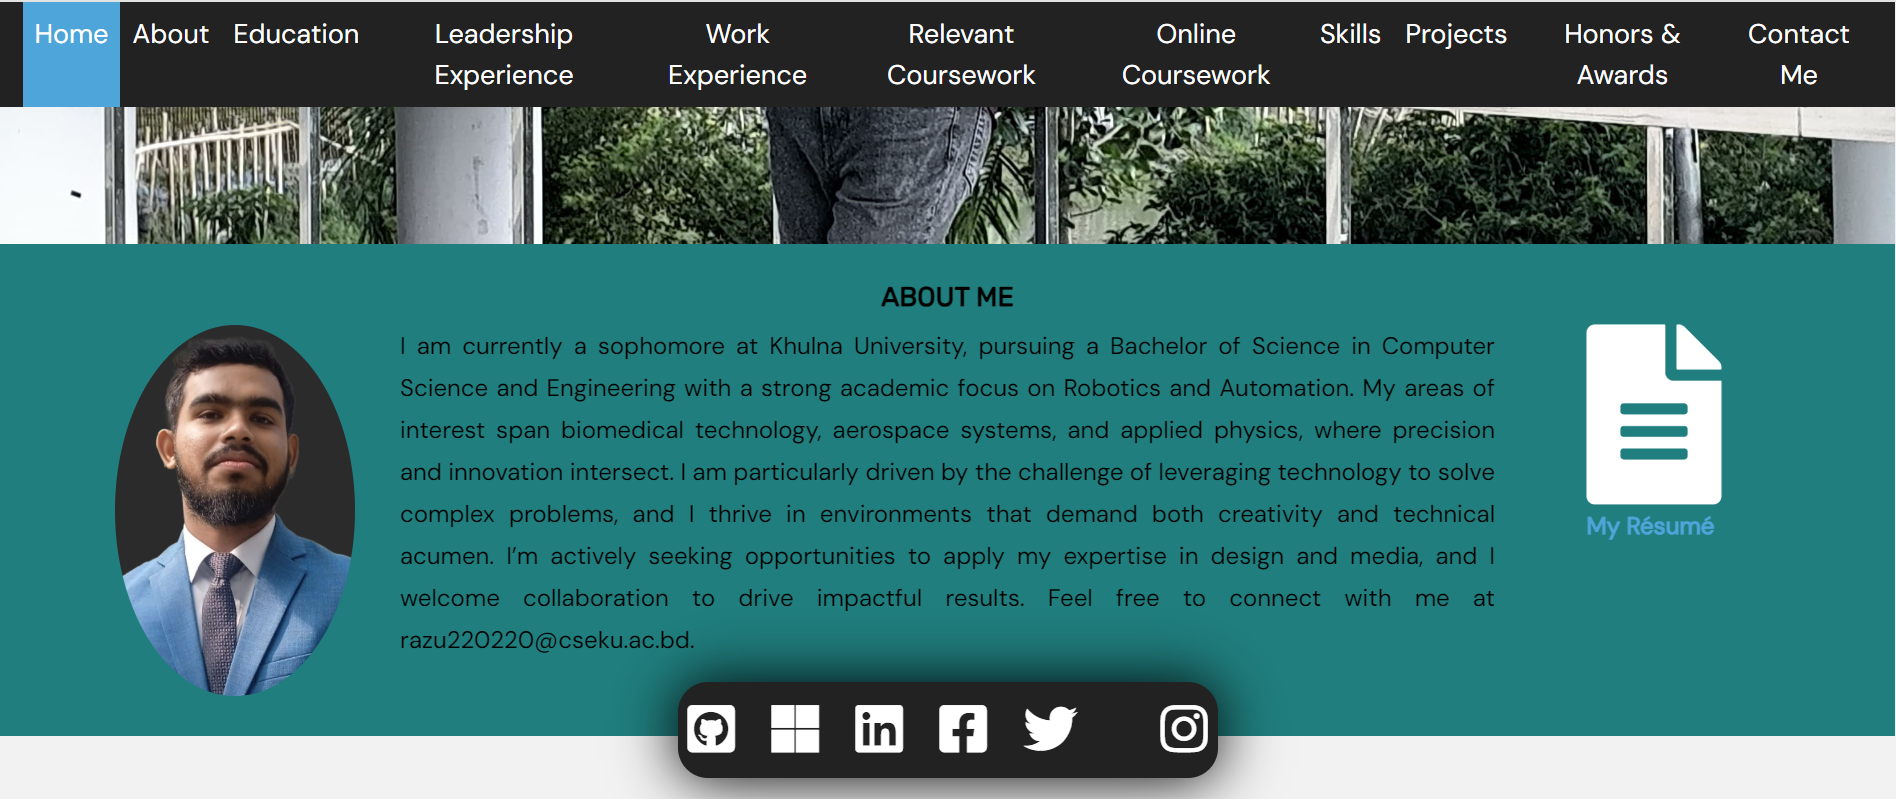 Home About Education Leadership Experience Work Experience Relevant Coursework Online Coursework Skills Projects Honors & Awards Contact Me
ABOUT ME
I am currently a sophomore at Khulna University, pursuing a Bachelor of Science in Computer
Science and Engineering with a strong academic focus on Robotics and Automation. My areas of
interest span biomedical technology, aerospace systems, and applied physics, where precision
and innovation intersect. I am particularly driven by the challenge of leveraging technology to solve
complex problems, and I thrive in environments that demand both creativity and technical
acumen. I’m actively seeking opportunities to apply my expertise in design and media, and I
welcome collaboration to drive impactful results. Feel free to connect with me at
razu220220@cseku.ac.bd.
My Résumé
in